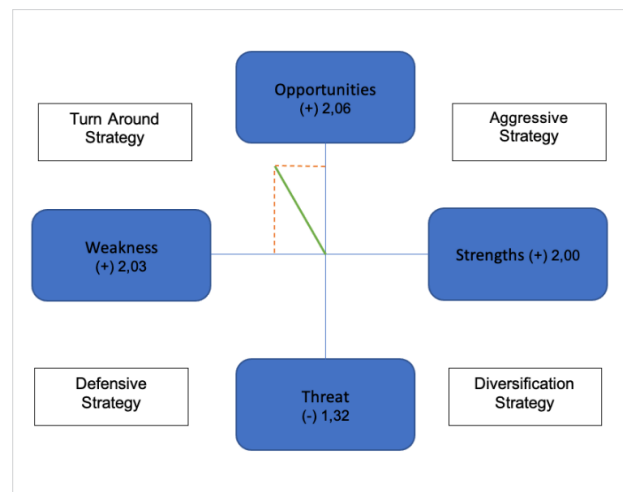 Opportunities
(+) 2,06
Turn Around
Strategy
Aggressive
Strategy
Weakness
(+) 2,03
Strengths (+) 2,00
Defensive
Strategy
Threat
(-) 1,32
Diversification
Strategy